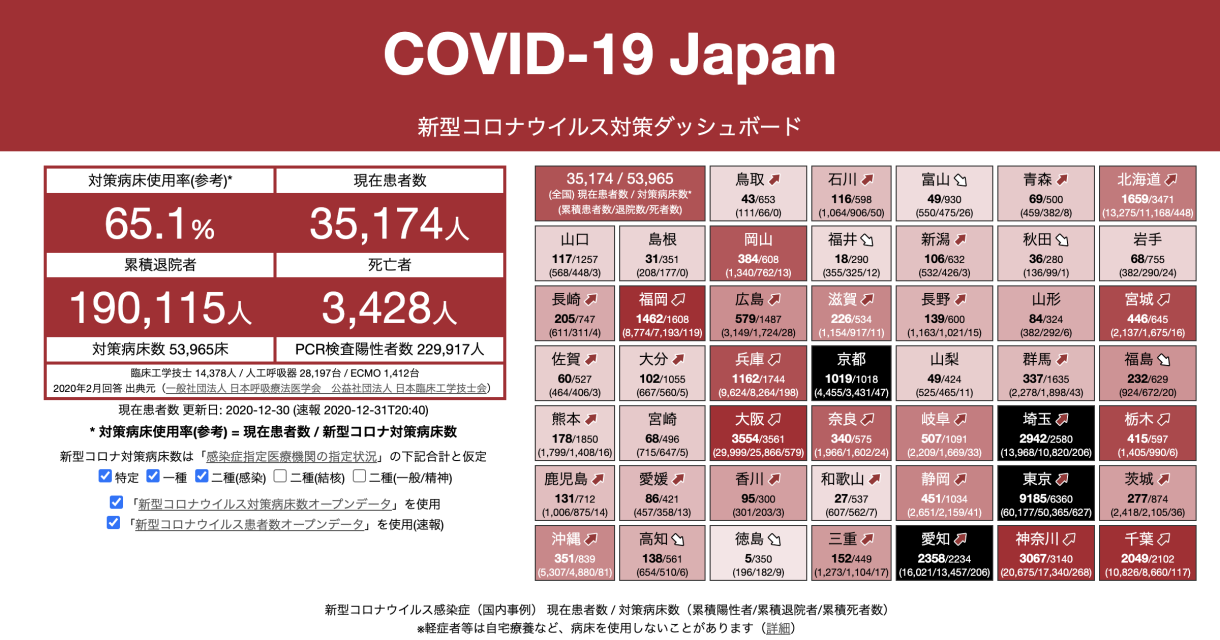 COVID-19 Japan
新型コロナウイルス対策ダッシュボード
対策病床使用率(参考)*
現在患者数
65.1%
35,174人
累積退院者
死亡者
190,115人
3,428人
対策病床数 53,965床
PCR検査陽性者数 229,917人
臨床工学技士 14,378人 / 人工呼吸器 28,197台 / ECMO 1,412台
2020年2月回答 出典元（一般社団法人 日本呼吸療法医学会　公益社団法人 日本臨床工学技士会）
現在患者数 更新日: 2020-12-30 (速報 2020-12-31T20:40)
* 対策病床使用率(参考) = 現在患者数 / 新型コロナ対策病床数
新型コロナ対策病床数は「感染症指定医療機関の指定状況」の下記合計と仮定
特定 一種 二種(感染) 二種(結核) 二種(一般/精神)
「新型コロナウイルス対策病床数オープンデータ」を使用
「新型コロナウイルス患者数オープンデータ」を使用(速報)
35,174 / 53,965
(全国) 現在患者数 / 対策病床数*
(累積患者数/退院数/死者数)
鳥取
43/653
(111/66/0)
石川
116/598
(1,064/906/50)
富山
49/930
(550/475/26)
青森
69/500
(459/382/8)
北海道
1659/3471
(13,275/11,168/448)
山口
117/1257
(568/448/3)
島根
31/351
(208/177/0)
岡山
384/608
(1,340/762/13)
福井
18/290
(355/325/12)
新潟
106/632
(532/426/3)
秋田
36/280
(136/99/1)
岩手
68/755
(382/290/24)
長崎
205/747
(611/311/4)
福岡
1462/1608
(8,774/7,193/119)
広島
579/1487
(3,149/1,724/28)
滋賀
226/534
(1,154/917/11)
長野
139/600
(1,163/1,021/15)
山形
84/324
(382/292/6)
宮城
446/645
(2,137/1,675/16)
佐賀
60/527
(464/406/3)
大分
102/1055
(667/560/5)
兵庫
1162/1744
(9,624/8,264/198)
京都
1019/1018
(4,455/3,431/47)
山梨
49/424
(525/465/11)
群馬
337/1635
(2,278/1,898/43)
福島
232/629
(924/672/20)
熊本
178/1850
(1,799/1,408/16)
宮崎
68/496
(715/647/5)
大阪
3554/3561
(29,999/25,866/579)
奈良
340/575
(1,966/1,602/24)
岐阜
507/1091
(2,209/1,669/33)
埼玉
2942/2580
(13,968/10,820/206)
栃木
415/597
(1,405/990/6)
鹿児島
131/712
(1,006/875/14)
愛媛
86/421
(457/358/13)
香川
95/300
(301/203/3)
和歌山
27/537
(607/562/7)
静岡
451/1034
(2,651/2,159/41)
東京
9185/6360
(60,177/50,365/627)
茨城
277/874
(2,418/2,105/36)
沖縄
351/839
(5,307/4,880/81)
高知
138/561
(654/510/6)
徳島
5/350
(196/182/9)
三重
152/449
(1,273/1,104/17)
愛知
2358/2234
(16,021/13,457/206)
神奈川
3067/3140
(20,675/17,340/268)
千葉
2049/2102
(10,826/8,660/117)
新型コロナウイルス感染症（国内事例） 現在患者数 / 対策病床数（累積陽性者/累積退院者/累積死者数）
※軽症者等は自宅療養など、病床を使用しないことがあります（詳細）